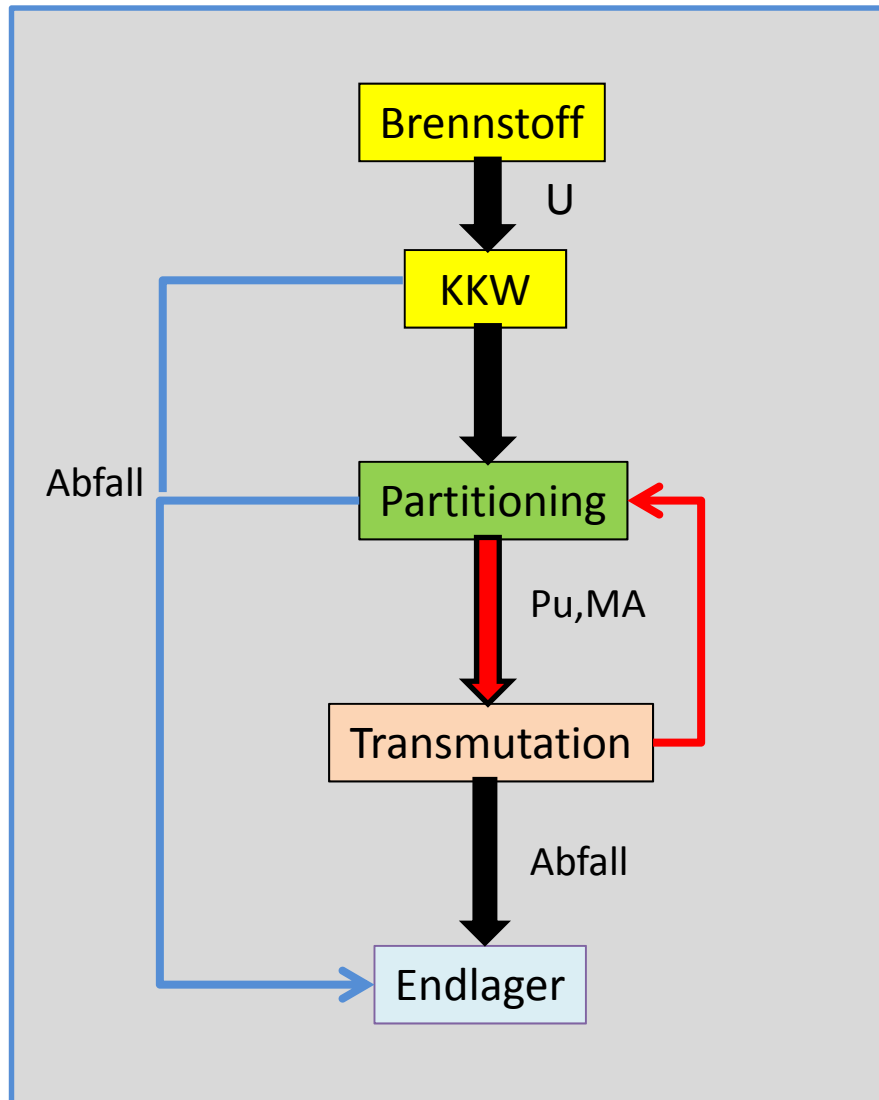 Brennstoff
U
KKW
Abfall
Partitioning
Pu,MA
Transmutation
Abfall
Endlager